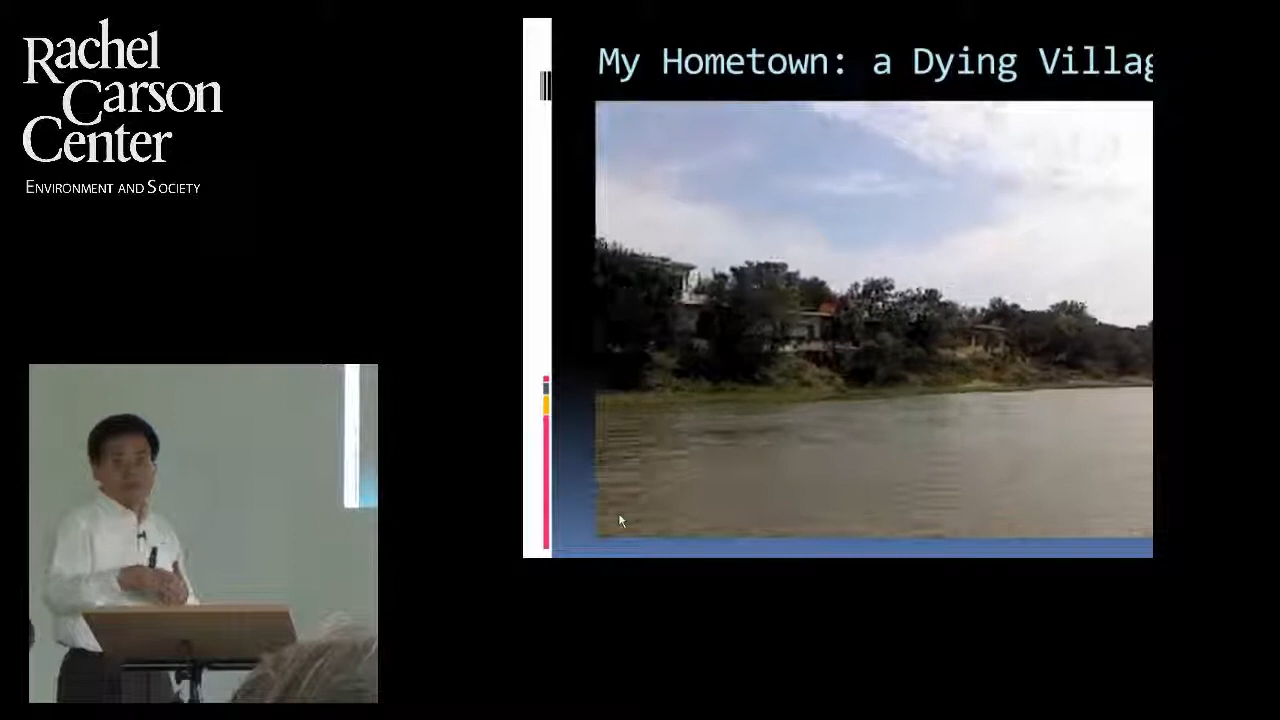 Rachel
Carson
Center
ENVIRONMENT AND SOCIETY
My Hometown: a Dying Villag